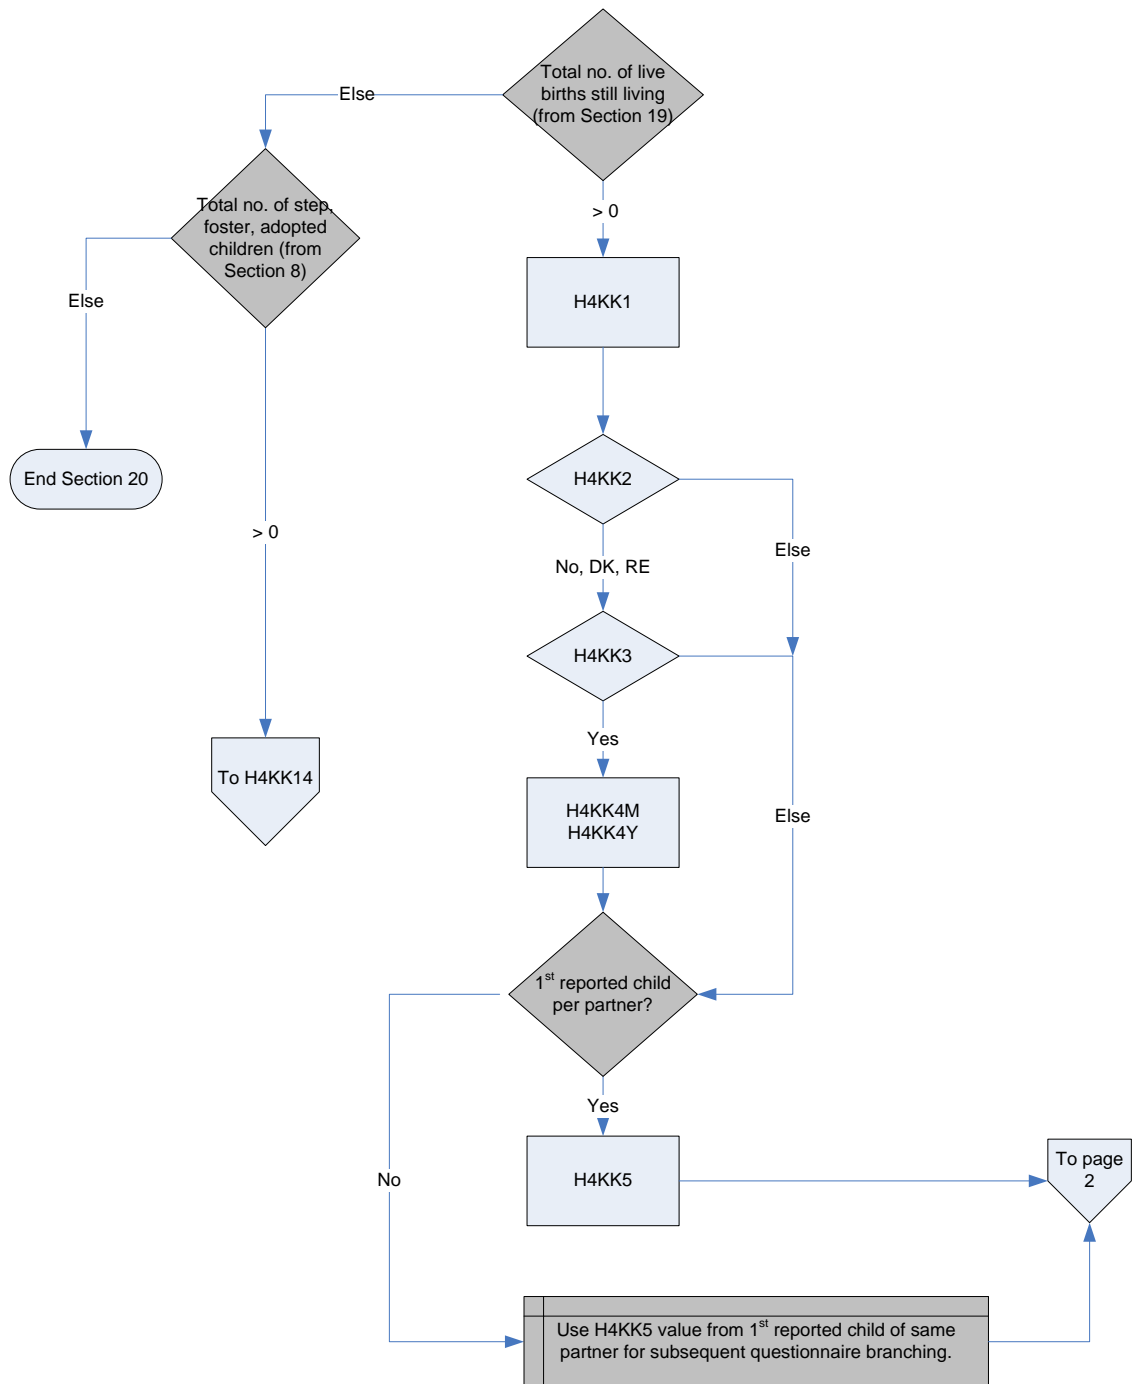 Total no. of live
births still living
(from Section 19)
Else
> 0
Total no. of step,
foster, adopted
children (from
Section 8)
Else
H4KK1
End Section 20
> 0
H4KK2
Else
No, DK, RE
H4KK3
Yes
To H4KK14
H4KK4M
H4KK4Y
Else
1st reported child
per partner?
Yes
No
H4KK5
To page
2
Use H4KK5 value from 1st reported child of same
partner for subsequent questionnaire branching.